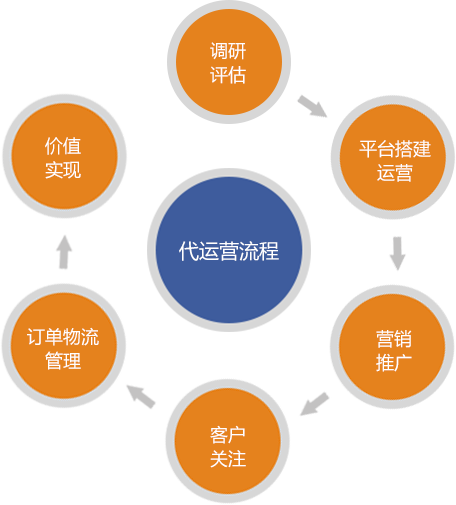 调研
评估
平台搭建
运营
营销
推广
客户
关注
订单物流
管理
价值
实现
代运营流程